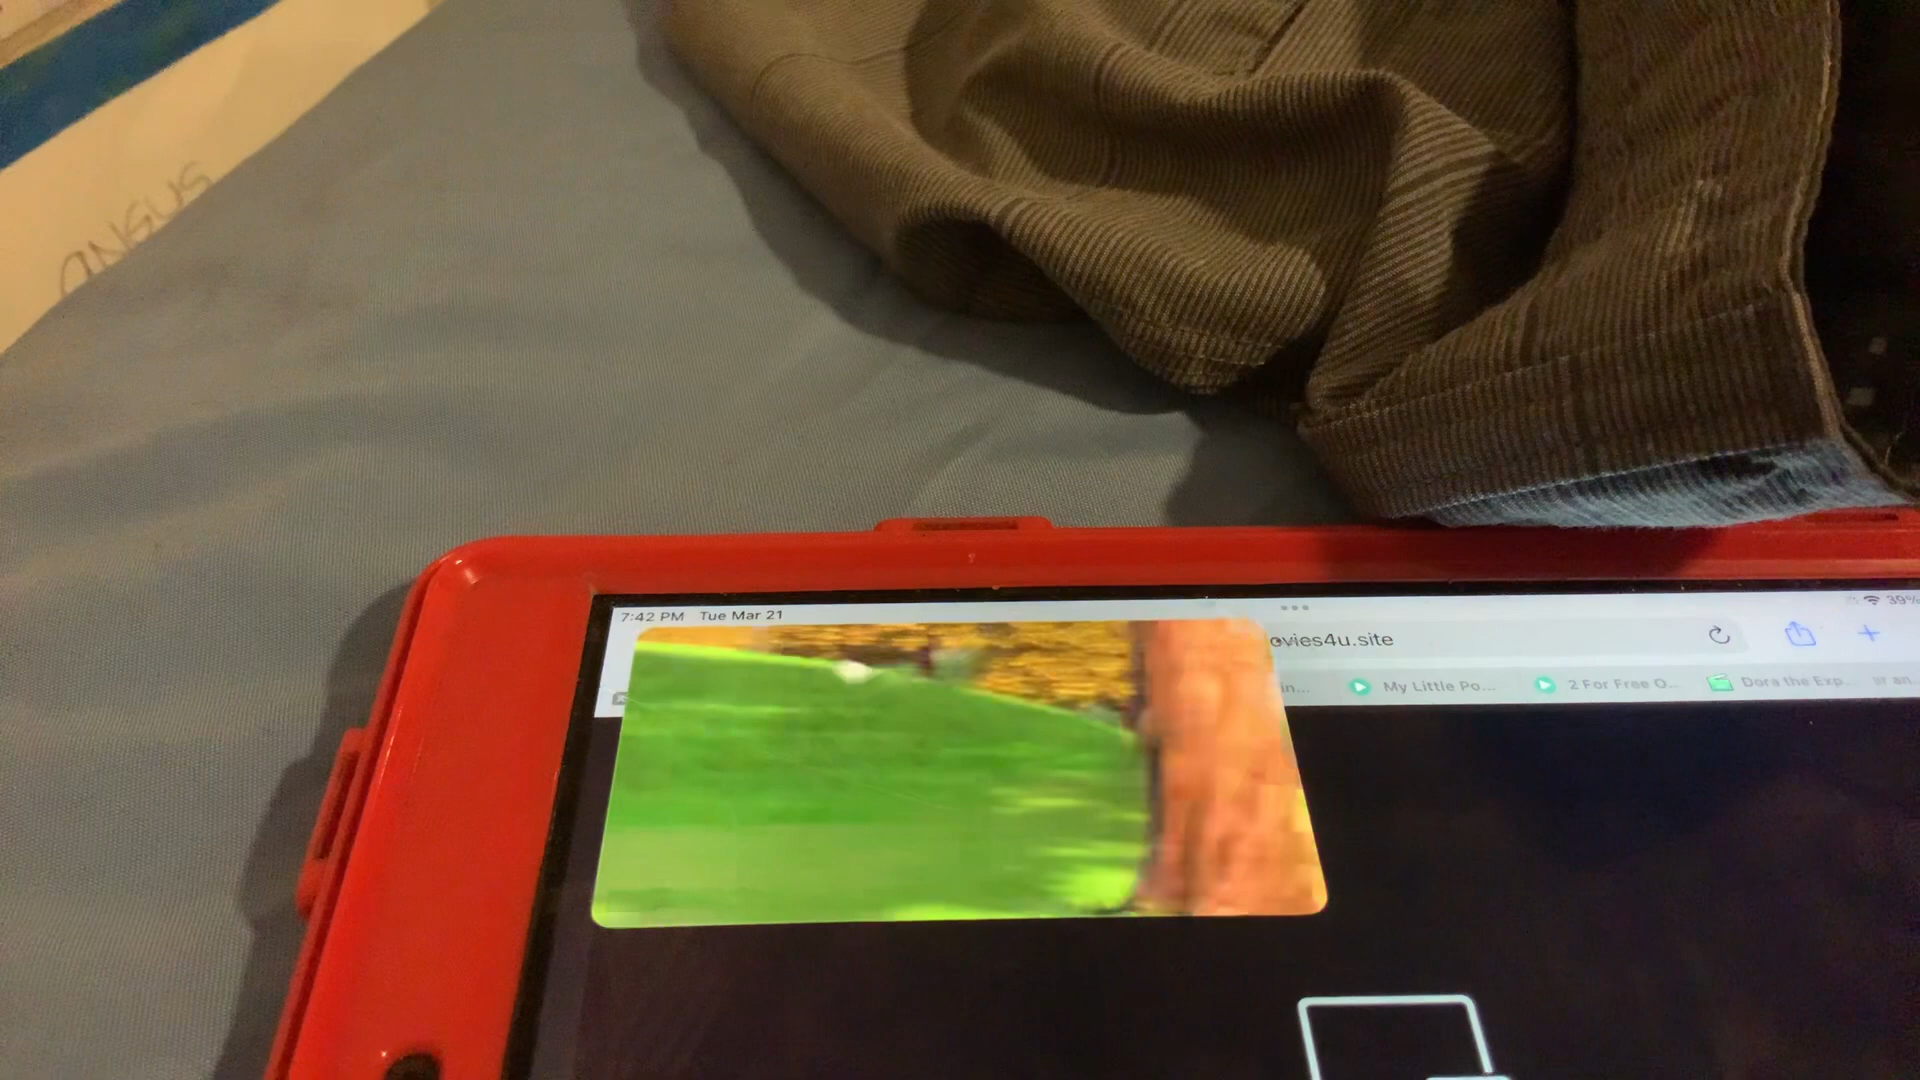 ANGUS
7:42 PM Tue Mar 21
39%
ovies4u.site
in...
My Little Po...
2 For Free O...
Dora the Exp...